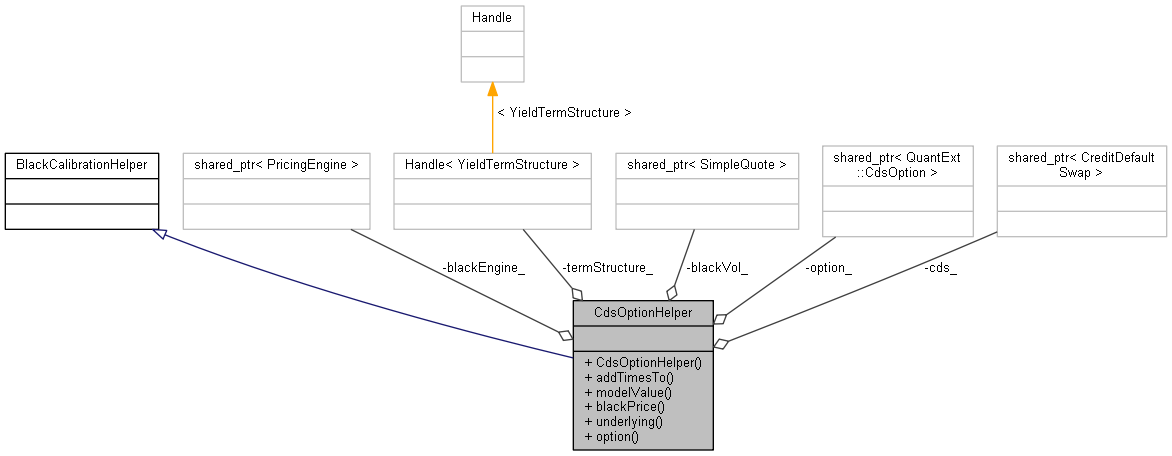 Handle
< YieldTermStructure >
BlackCalibrationHelper
shared_ptr< PricingEngine >
Handle< YieldTermStructure >
shared_ptr< SimpleQuote >
shared_ptr< QuantExt
::CdsOption >
shared_ptr< CreditDefault
Swap >
-blackEngine_
-termStructure_
-blackVol_
-option_
-cds_
CdsOptionHelper
+ CdsOptionHelper()
+ addTimesTo()
+ modelValue()
+ blackPrice()
+ underlying()
+ option()